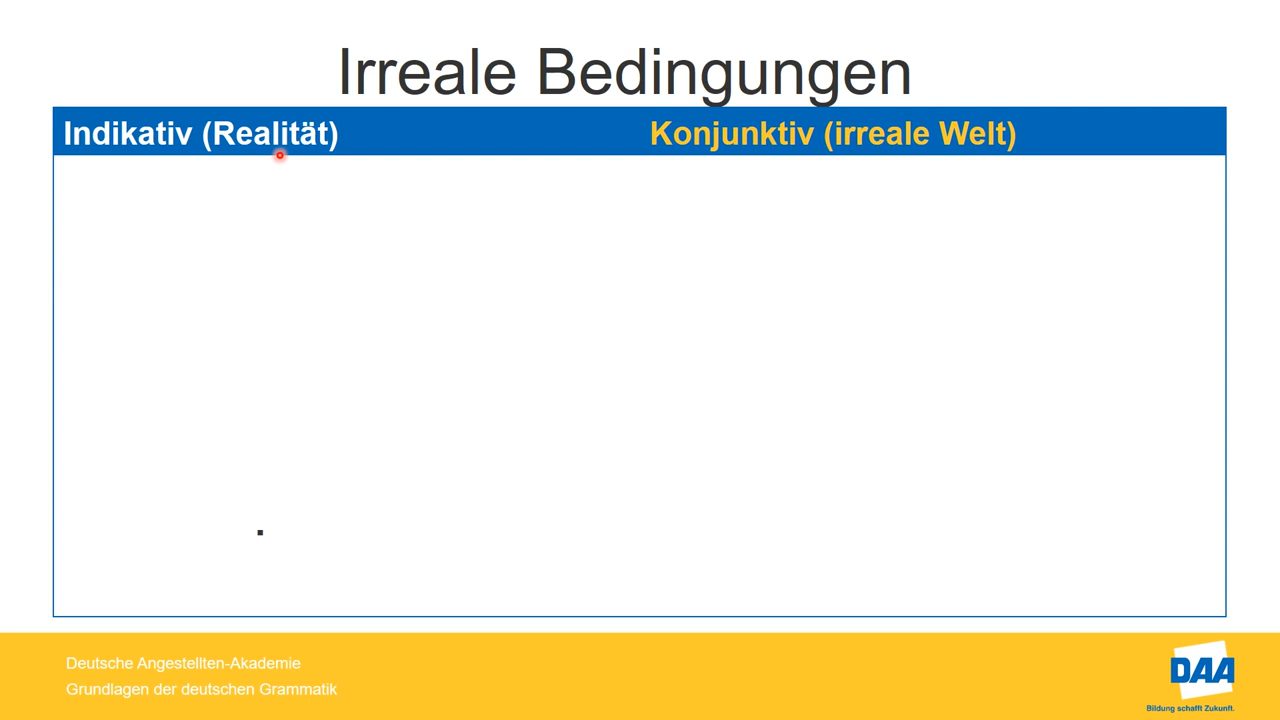 Irreale Bedingungen
Indikativ (Realität)
Konjunktiv (irreale Welt)
.
Deutsche Angestellten-Akademie
Grundlagen der deutschen Grammatik
DAA
Bildung schafft Zukunft.